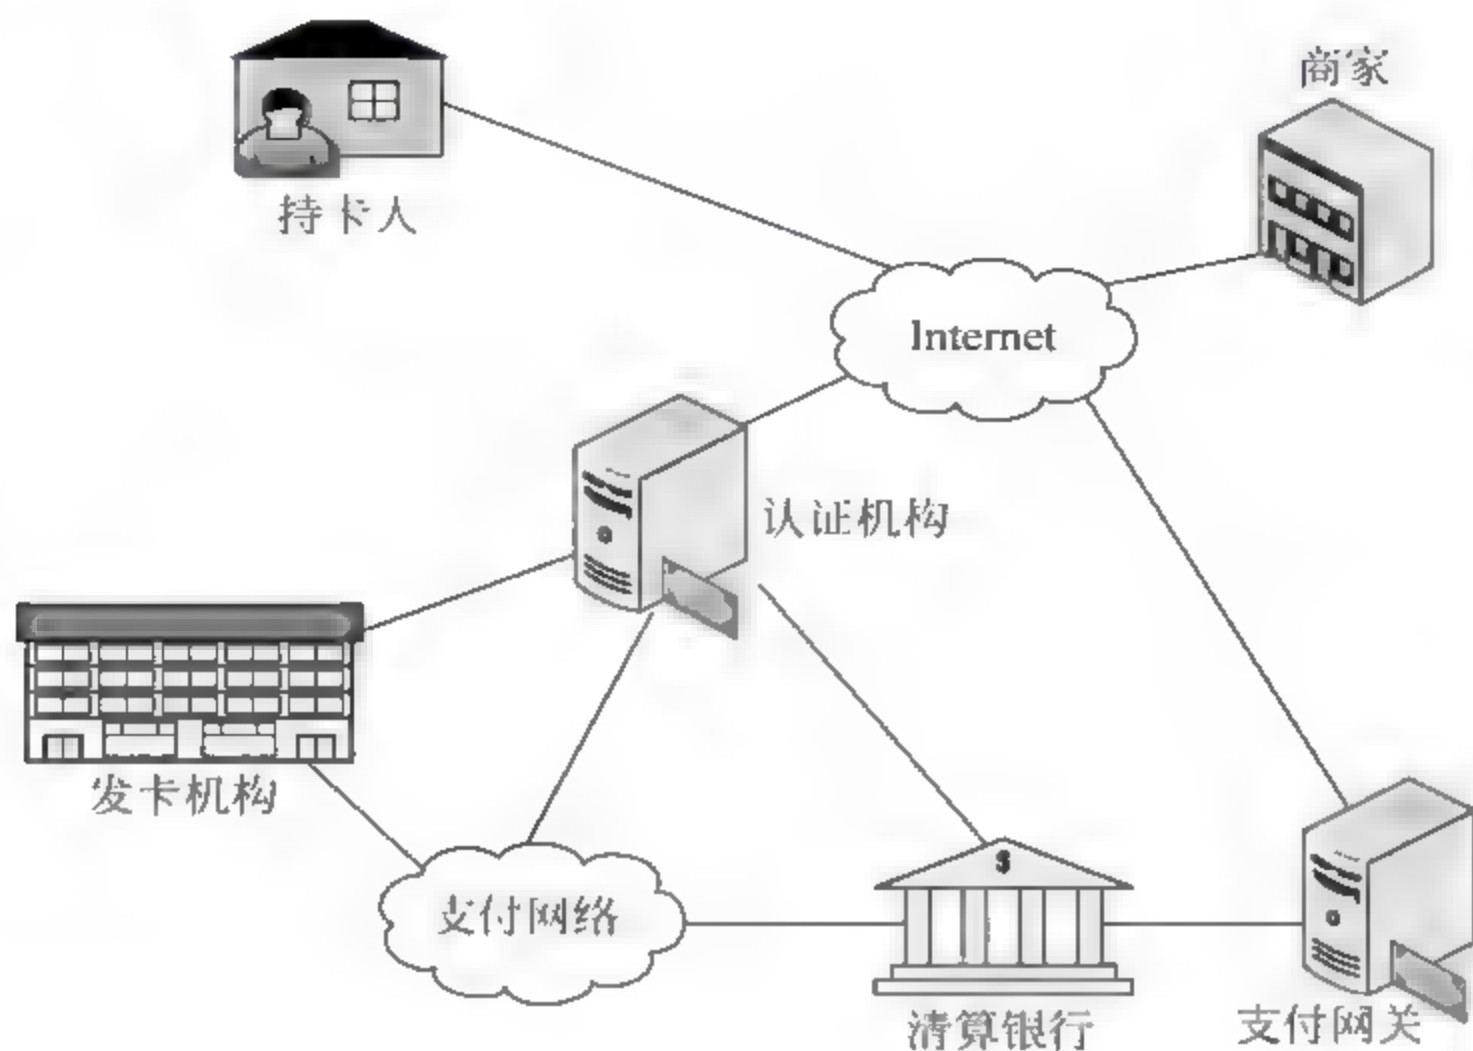 商家
持卡人
Internet
认证机构
发卡机构
支付网络
$
清算银行
支付网关